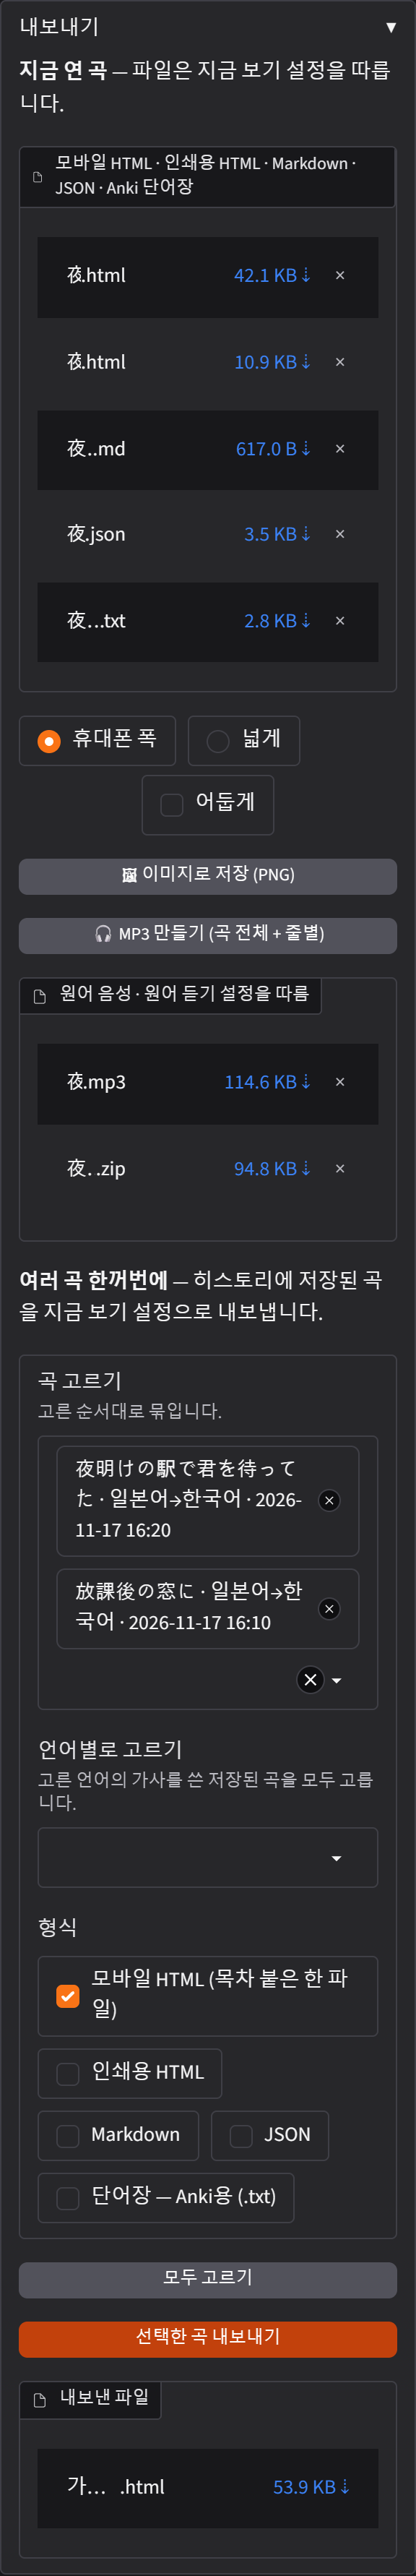 내보내기 ▼
지금 연 곡 — 파일은 지금 보기 설정을 따릅
니다.
모바일 HTML · 인쇄용 HTML · Markdown ·
JSON · Anki 단어장
夜.html 42.1 KB ⇣ ×
夜.html 10.9 KB ⇣ ×
夜..md 617.0 B ⇣ ×
夜.json 3.5 KB ⇣ ×
夜...txt 2.8 KB ⇣ ×
휴대폰 폭 넓게
어둡게
🖼 이미지로 저장 (PNG)
🎧 MP3 만들기 (곡 전체 + 줄별)
원어 음성 · 원어 듣기 설정을 따름
夜.mp3 114.6 KB ⇣ ×
夜. .zip 94.8 KB ⇣ ×
여러 곡 한꺼번에 — 히스토리에 저장된 곡
을 지금 보기 설정으로 내보냅니다.
곡 고르기
고른 순서대로 묶입니다.
夜明けの駅で君を待って
た · 일본어→한국어 · 2026-
11-17 16:20
放課後の窓に · 일본어→한
국어 · 2026-11-17 16:10
언어별로 고르기
고른 언어의 가사를 쓴 저장된 곡을 모두 고릅
니다.
형식
모바일 HTML (목차 붙은 한 파
일)
인쇄용 HTML
Markdown JSON
단어장 — Anki용 (.txt)
모두 고르기
선택한 곡 내보내기
내보낸 파일
가... .html 53.9 KB ⇣